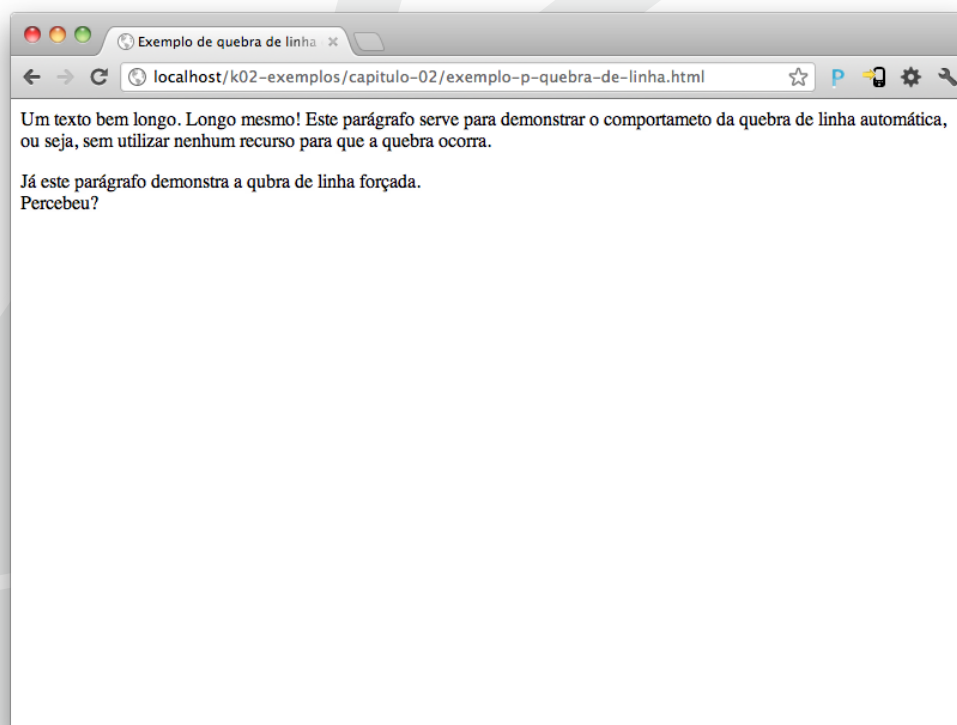 Exemplo de quebra de linha
localhost/k02-exemplos/capitulo-02/exemplo-p-quebra-de-linha.html
P
Um texto bem longo. Longo mesmo! Este parágrafo serve para demonstrar o comportameto da quebra de linha automática,
ou seja, sem utilizar nenhum recurso para que a quebra ocorra.
Já este parágrafo demonstra a qubra de linha forçada.
Percebeu?